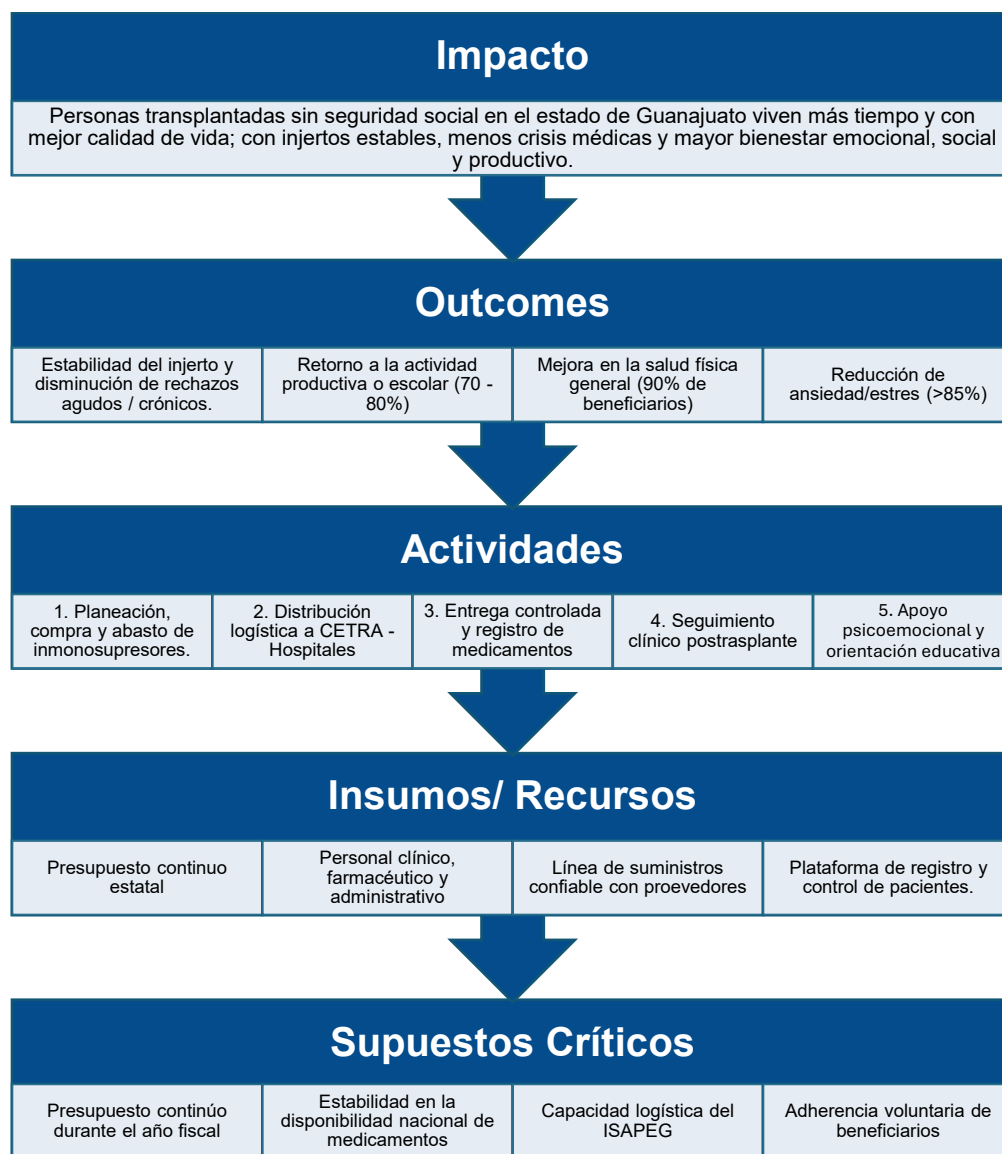 Impacto
Personas transplantadas sin seguridad social en el estado de Guanajuato viven más tiempo y con
mejor calidad de vida; con injertos estables, menos crisis médicas y mayor bienestar emocional, social
y productivo.
Outcomes
Estabilidad del injerto y
disminución de rechazos
agudos / crónicos.
Retorno a la actividad
productiva o escolar (70 -
80%)
Mejora en la salud física
general (90% de
beneficiarios)
Reducción de
ansiedad/estres (>85%)
Actividades
1. Planeación,
compra y abasto de
inmonosupresores.
2. Distribución
logística a CETRA -
Hospitales
3. Entrega controlada
y registro de
medicamentos
4. Seguimiento
clínico postrasplante
5. Apoyo
psicoemocional y
orientación educativa
Insumos/ Recursos
Presupuesto continuo
estatal
Personal clínico,
farmacéutico y
administrativo
Línea de suministros
confiable con proevedores
Plataforma de registro y
control de pacientes.
Supuestos Críticos
Presupuesto continúo
durante el año fiscal
Estabilidad en la
disponibilidad nacional de
medicamentos
Capacidad logística del
ISAPEG
Adherencia voluntaria de
beneficiarios